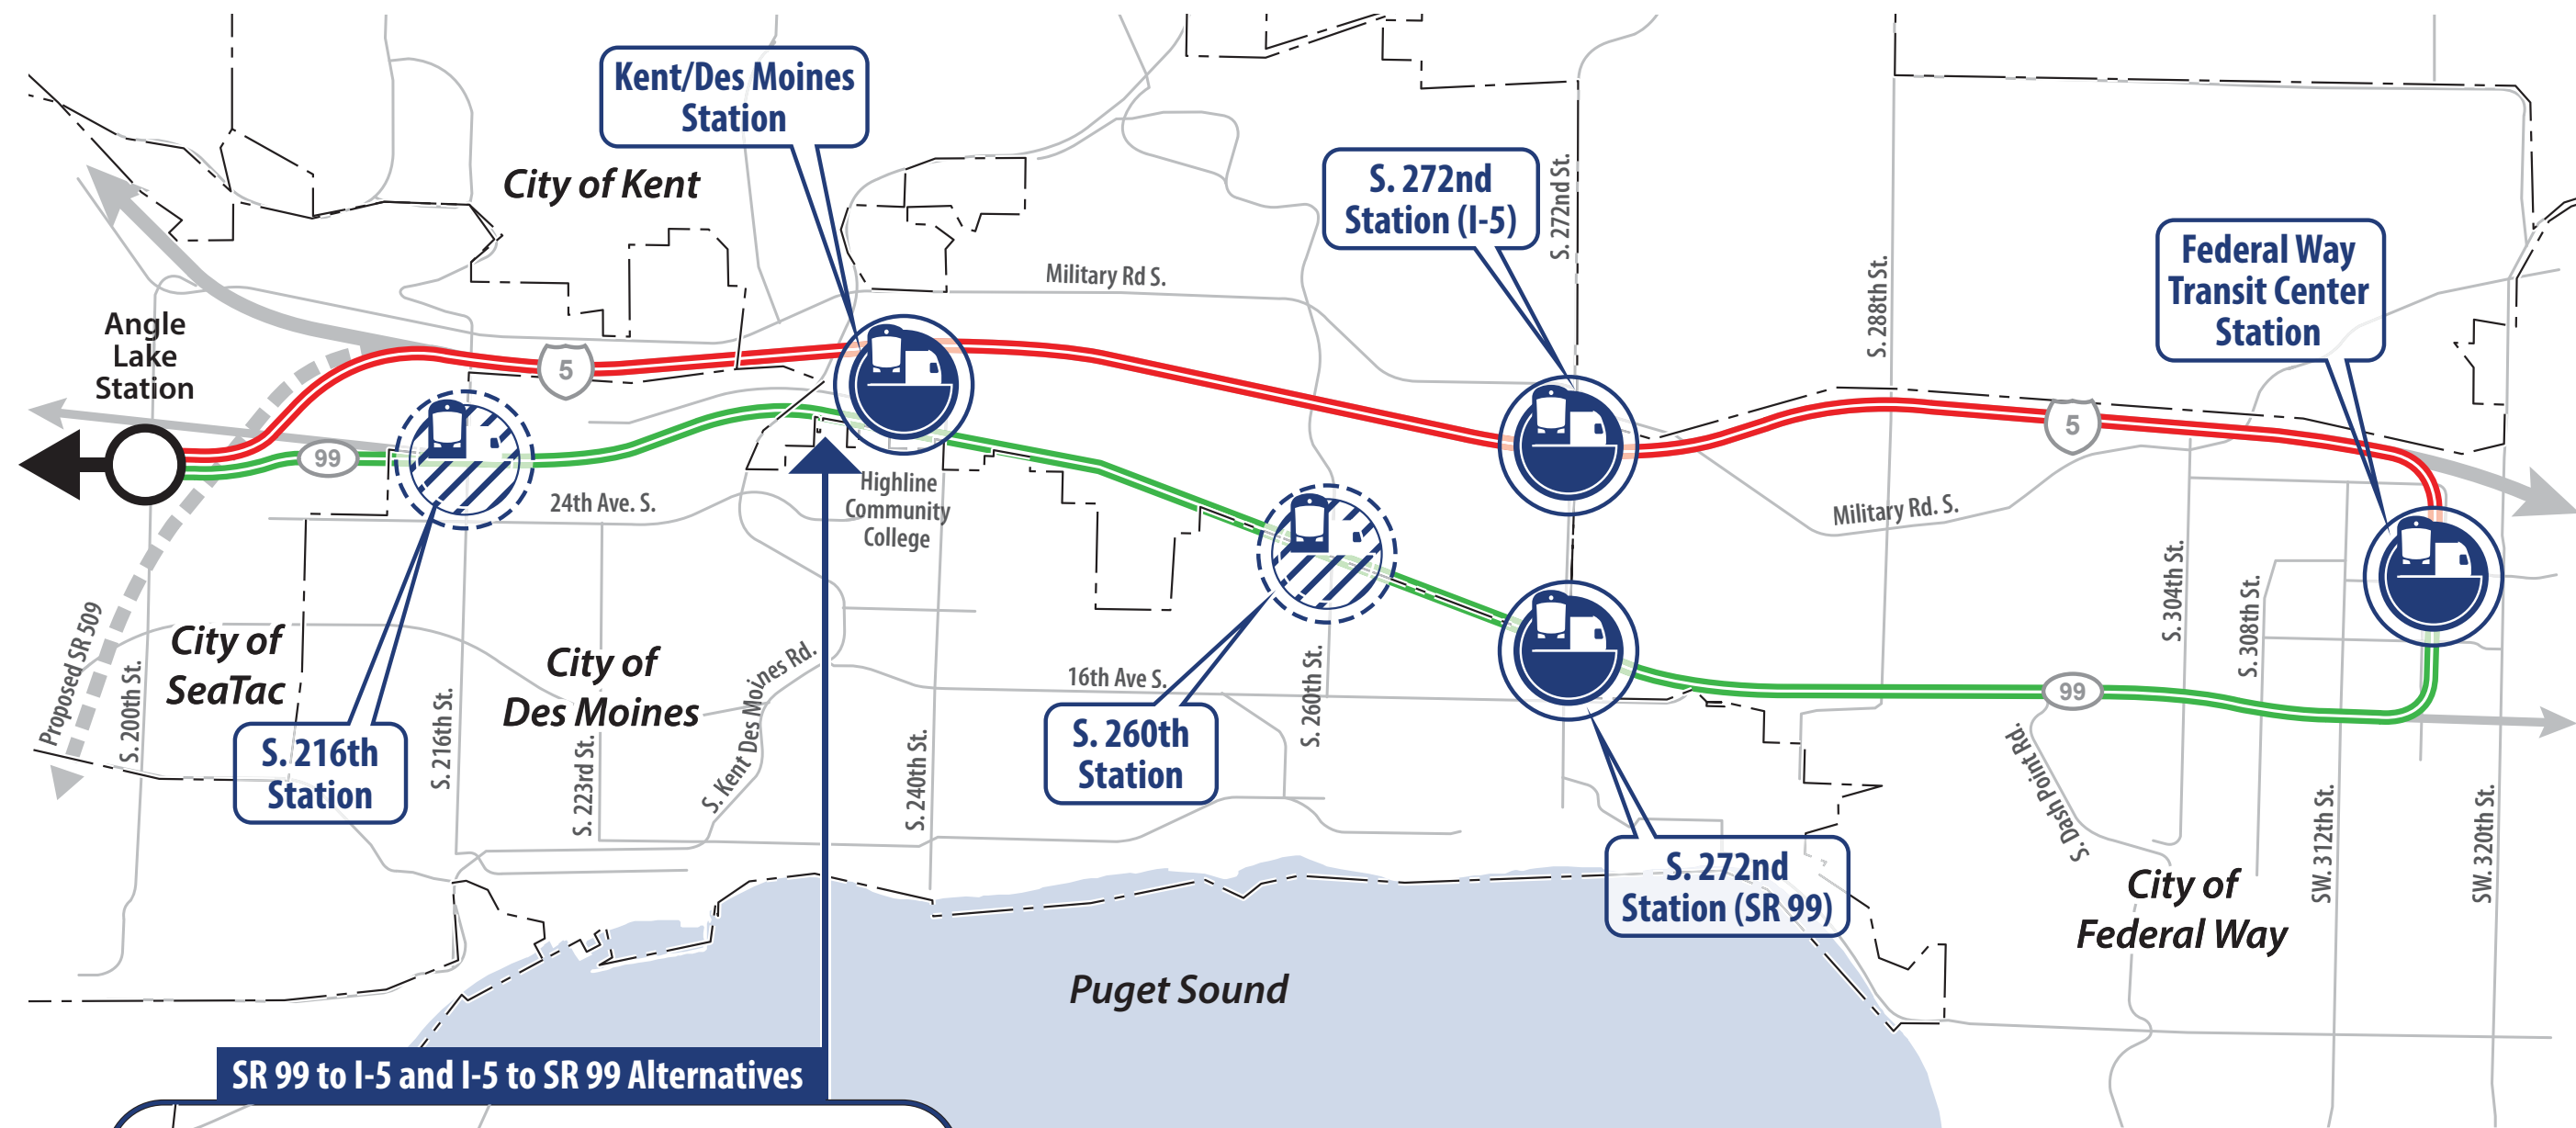 Kent/Des Moines
Station
City of Kent
S. 272nd
Station (I-5)
S. 272nd St.
Military Rd S.
S. 288th St.
Federal Way
Transit Center
Station
Angle
Lake
Station
5
5
99
24th Ave. S.
Highline
Community
College
Military Rd. S.
S. 304th St.
S. 308th St.
Proposed SR 509
S. 200th St.
City of
SeaTac
S. 216th
Station
S. 216th St.
City of
Des Moines
S. 223rd St.
S. Kent Des Moines Rd.
S. 240th St.
16th Ave S.
S. 260th
Station
S. 260th St.
99
S. Dash Point Rd.
S. 272nd
Station (SR 99)
City of
Federal Way
SW. 312th St.
SW. 320th St.
Puget Sound
SR 99 to I-5 and I-5 to SR 99 Alternatives